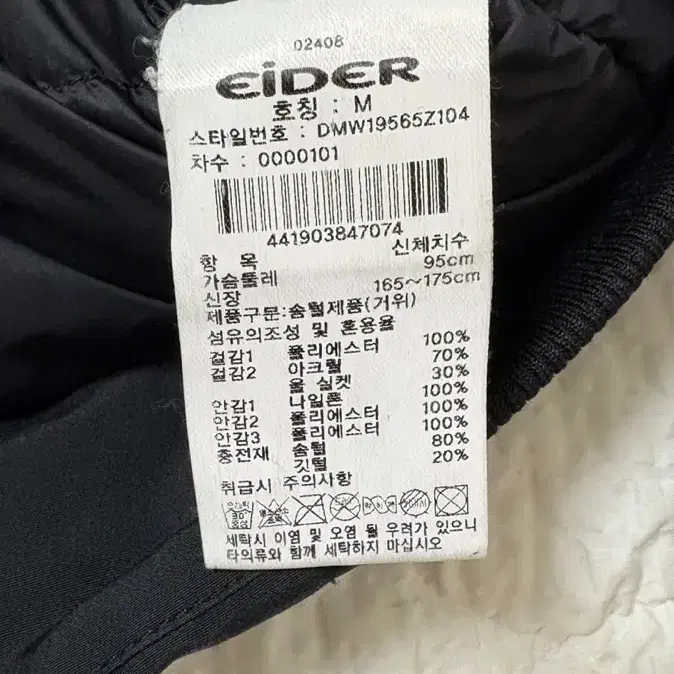 02408
EiDER
호칭 : M
스타일번호 : DMW19565Z104
차수 : 0000101
441903847074
항 목 신체치수
가슴둘레 95cm
신장 165~175cm
제품구분:솜털제품(거위)
섬유의조성 및 혼용율
겉감1 폴리에스터 100%
겉감2 아크릴 70%
울 실켓 30%
안감1 나일론 100%
안감2 폴리에스터 100%
안감3 폴리에스터 100%
충전재 솜털 80%
깃털 20%
취급시 주의사항
세탁시 이염 및 오염 될 우려가 있으니
타의류와 함께 세탁하지 마십시오